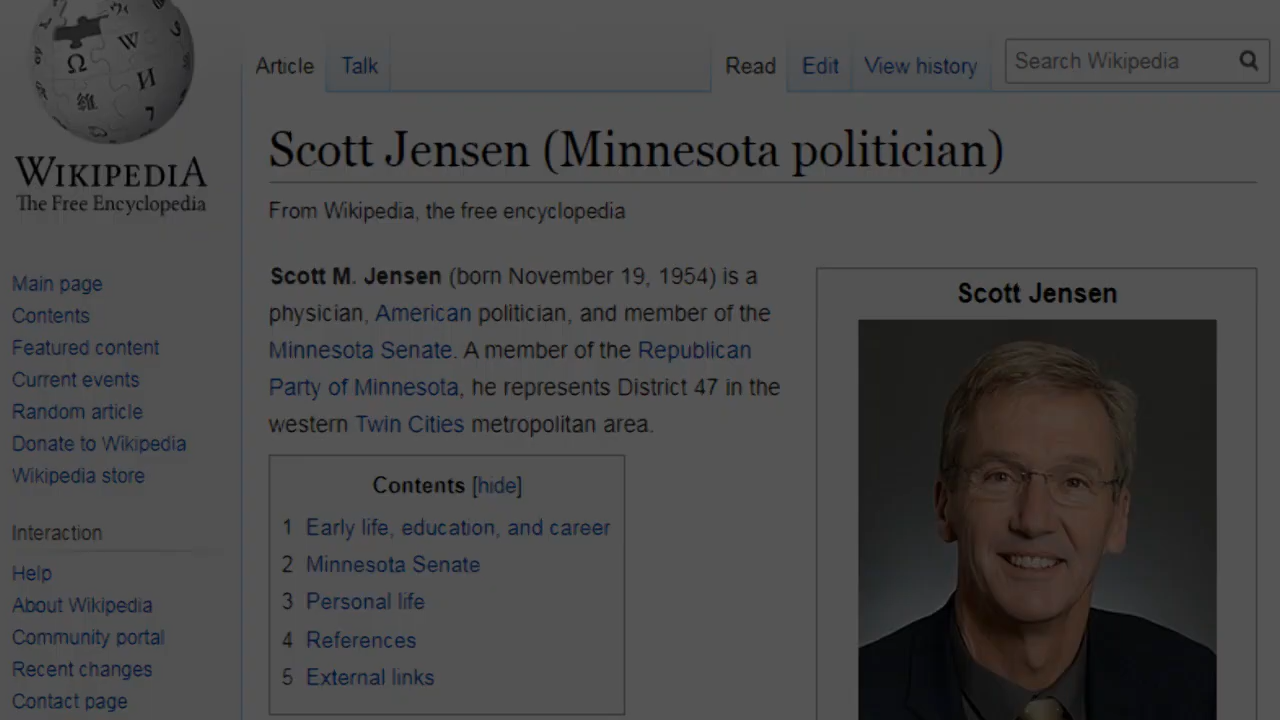 Article
Talk
Read
Edit
View history
Search Wikipedia
WIKIPEDIA
The Free Encyclopedia
Scott Jensen (Minnesota politician)
From Wikipedia, the free encyclopedia
Main page
Contents
Featured content
Current events
Random article
Donate to Wikipedia
Wikipedia store
Interaction
Help
About Wikipedia
Community portal
Recent changes
Contact page
Scott M. Jensen (born November 19, 1954) is a
physician, American politician, and member of the
Minnesota Senate. A member of the Republican
Party of Minnesota, he represents District 47 in the
western Twin Cities metropolitan area.
Contents [hide]
1 Early life, education, and career
2 Minnesota Senate
3 Personal life
4 References
5 External links
Scott Jensen